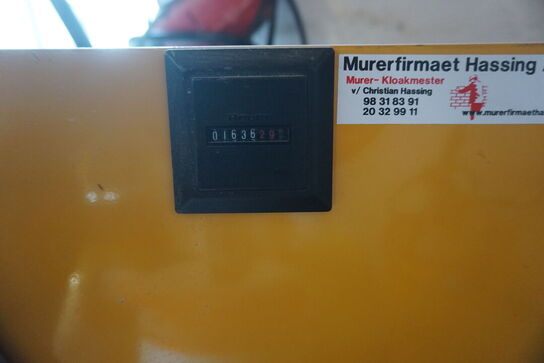 Murerfirmaet Hassing
Murer- Kloakmester
v/ Christian Hassing
98 31 83 91
20 32 99 11
www.murerfirmaetha
0163629